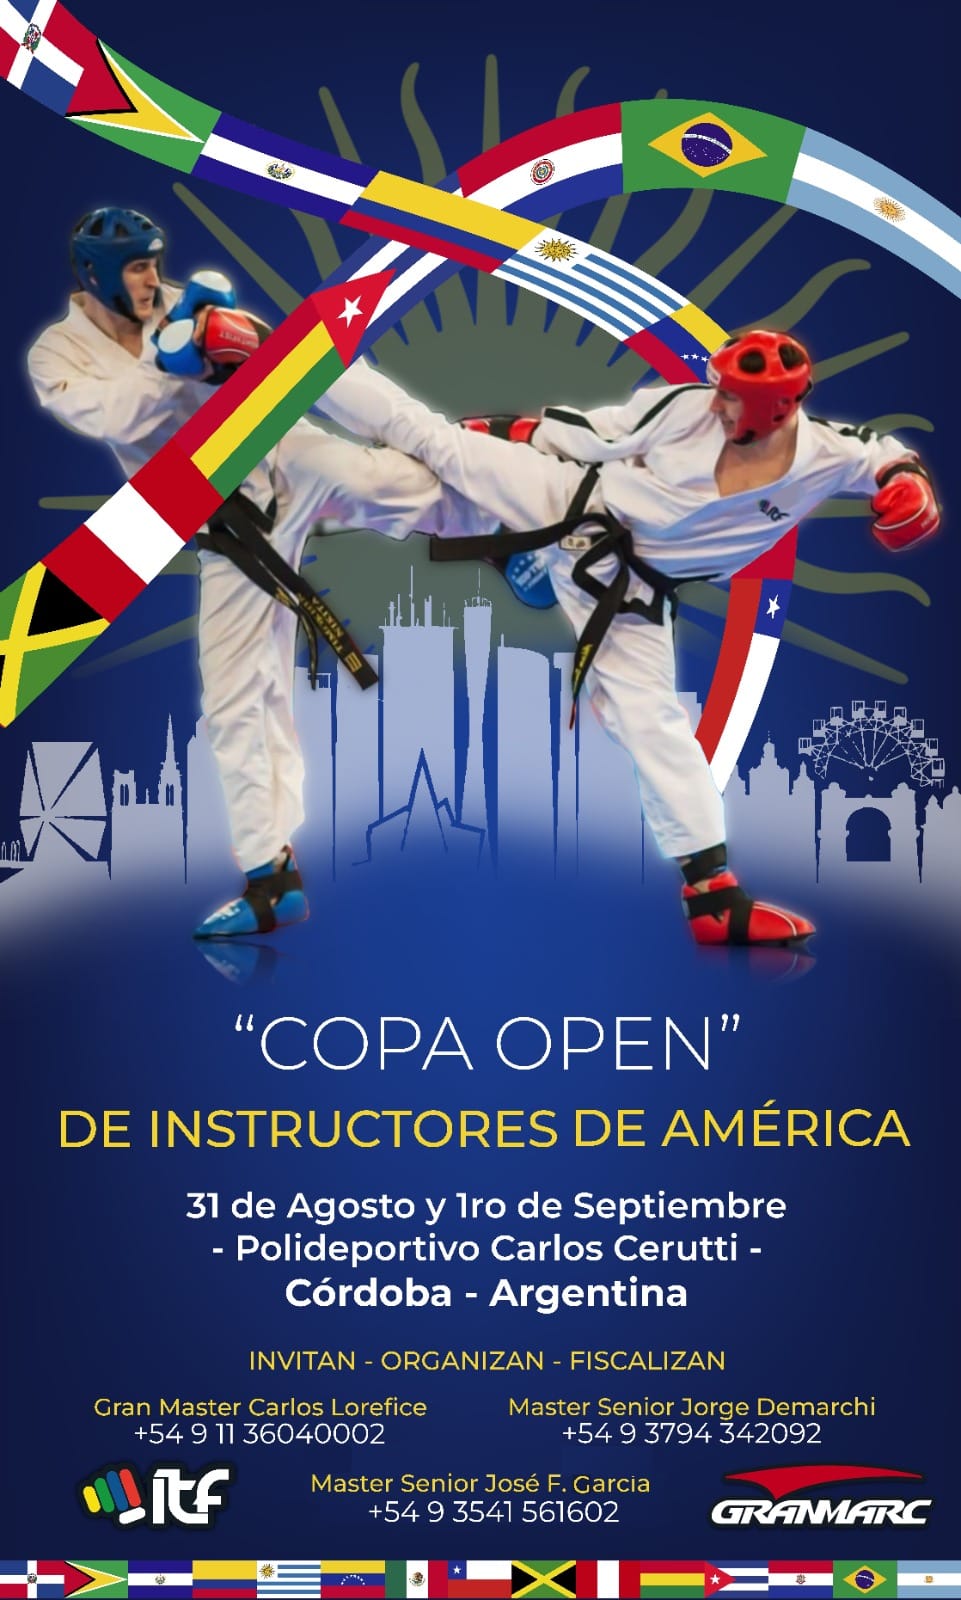 “COPA OPEN”
DE INSTRUCTORES DE AMÉRICA
31 de Agosto y 1ro de Septiembre
- Polideportivo Carlos Cerutti -
Córdoba - Argentina
INVITAN - ORGANIZAN - FISCALIZAN
Gran Master Carlos Lorefice
+54 9 11 36040002
Master Senior Jorge Demarchi
+54 9 3794 342092
itf
Master Senior José F. Garcia
+54 9 3541 561602
GRANMARC